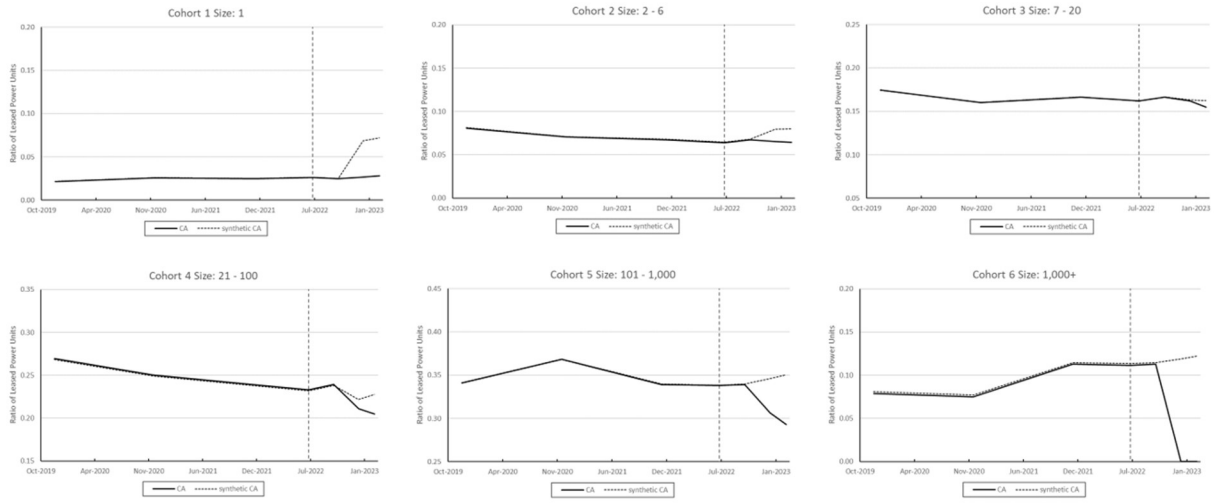 Cohort 1 Size: 1
Ratio of Leased Power Units
0.20
0.15
0.10
0.05
0.00
Oct-2019 Apr-2020 Nov-2020 Jun-2021 Dec-2021 Jul-2022 Jan-2023
CA synthetic CA
Cohort 2 Size: 2 - 6
Ratio of Leased Power Units
0.20
0.15
0.10
0.05
0.00
Oct-2019 Apr-2020 Nov-2020 Jun-2021 Dec-2021 Jul-2022 Jan-2023
CA synthetic CA
Cohort 3 Size: 7 - 20
Ratio of Leased Power Units
0.25
0.20
0.15
0.10
0.05
Oct-2019 Apr-2020 Nov-2020 Jun-2021 Dec-2021 Jul-2022 Jan-2023
CA synthetic CA
Cohort 4 Size: 21 - 100
Ratio of Leased Power Units
0.35
0.30
0.25
0.20
0.15
Oct-2019 Apr-2020 Nov-2020 Jun-2021 Dec-2021 Jul-2022 Jan-2023
CA synthetic CA
Cohort 5 Size: 101 - 1,000
Ratio of Leased Power Units
0.45
0.40
0.35
0.30
0.25
Oct-2019 Apr-2020 Nov-2020 Jun-2021 Dec-2021 Jul-2022 Jan-2023
CA synthetic CA
Cohort 6 Size: 1,000+
Ratio of Leased Power Units
0.20
0.15
0.10
0.05
0.00
Oct-2019 Apr-2020 Nov-2020 Jun-2021 Dec-2021 Jul-2022 Jan-2023
CA synthetic CA